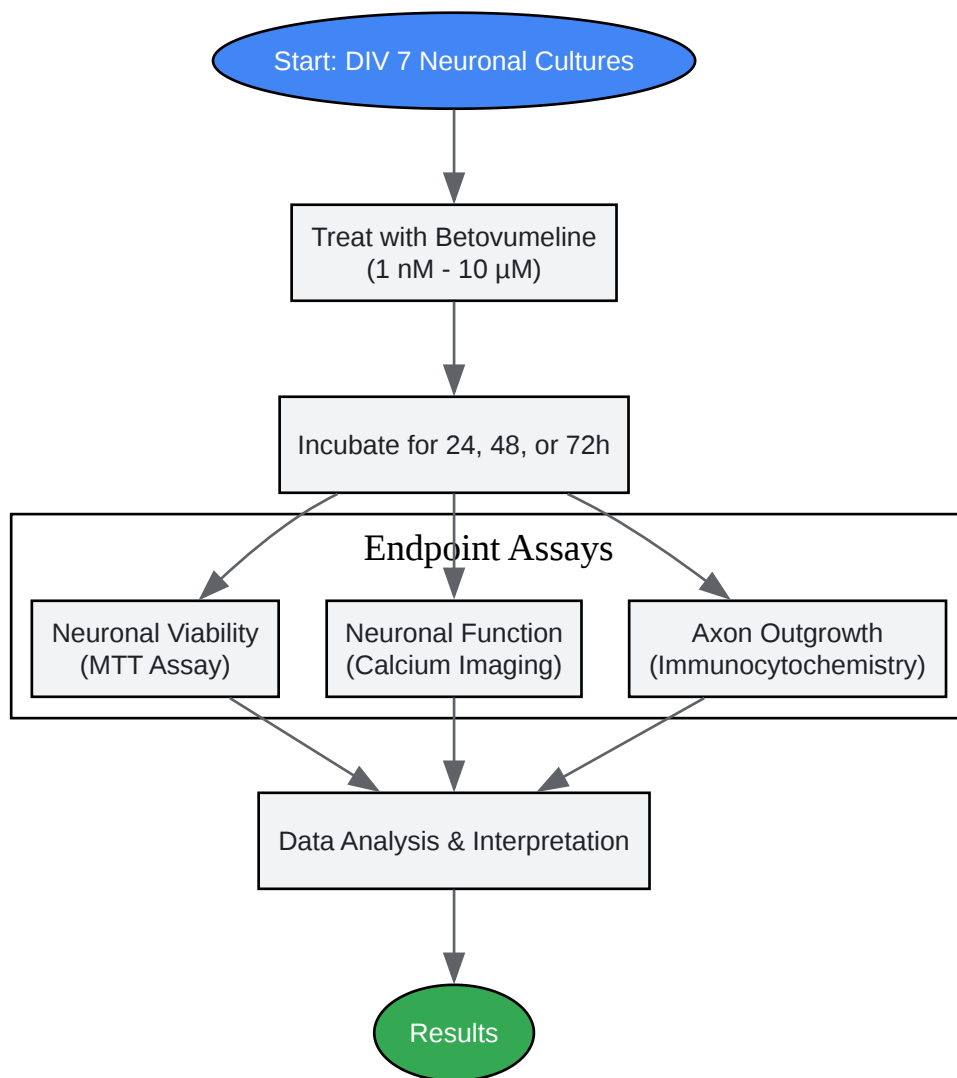 Start: DIV 7 Neuronal Cultures
Treat with Betovumeline
(1 nM - 10 µM)
Incubate for 24, 48, or 72h
Endpoint Assays
Neuronal Viability
(MTT Assay)
Neuronal Function
(Calcium Imaging)
Axon Outgrowth
(Immunocytochemistry)
Data Analysis & Interpretation
Results